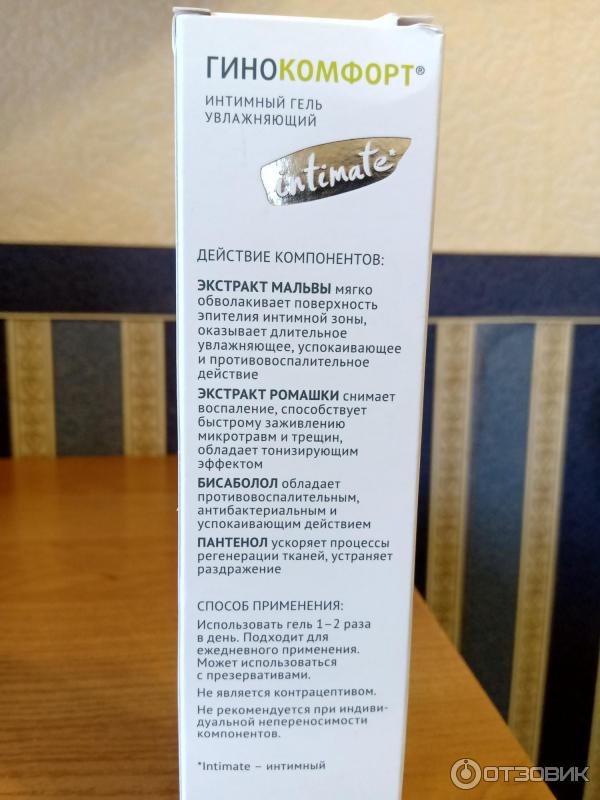 ГИНОКОМФОРТ®
ИНТИМНЫЙ ГЕЛЬ
УВЛАЖНЯЮЩИЙ
intimate*
ДЕЙСТВИЕ КОМПОНЕНТОВ:
ЭКСТРАКТ МАЛЬВЫ мягко
обволакивает поверхность
эпителия интимной зоны,
оказывает длительное
увлажняющее, успокаивающее
и противовоспалительное
действие
ЭКСТРАКТ РОМАШКИ снимает
воспаление, способствует
быстрому заживлению
микротравм и трещин,
обладает тонизирующим
эффектом
БИСАБОЛОЛ обладает
противовоспалительным,
антибактериальным и
успокаивающим действием
ПАНТЕНОЛ ускоряет процессы
регенерации тканей, устраняет
раздражение
СПОСОБ ПРИМЕНЕНИЯ:
Использовать гель 1–2 раза
в день. Подходит для
ежедневного применения.
Может использоваться
с презервативами.
Не является контрацептивом.
Не рекомендуется при индиви-
дуальной непереносимости
компонентов.
*Intimate – интимный
ОТЗОВИК